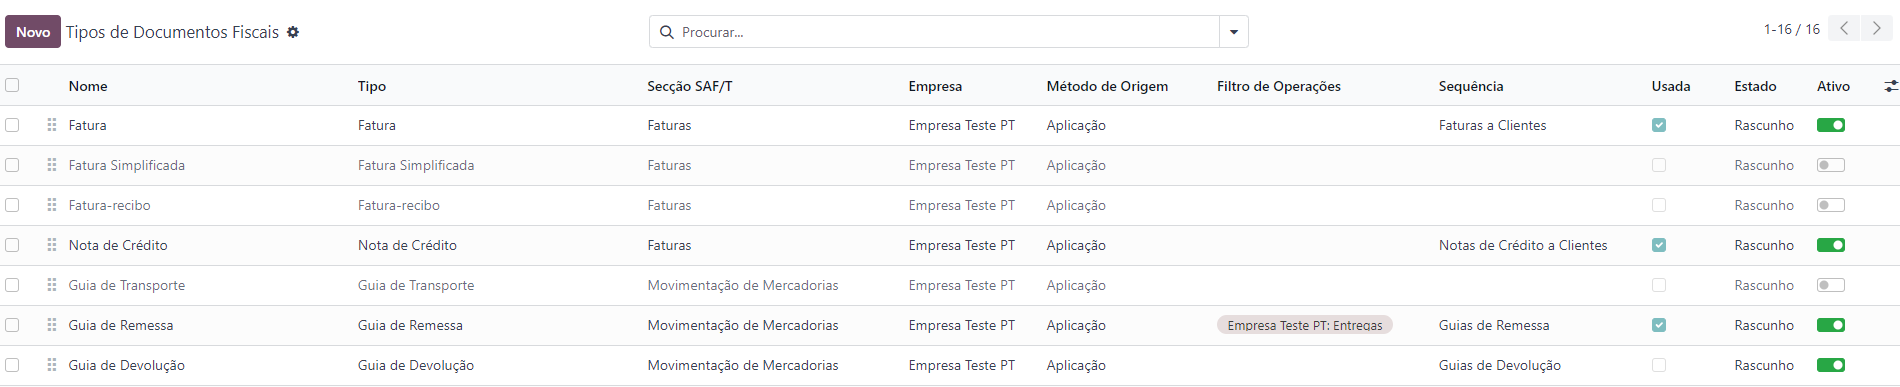 Novo Tipos de Documentos Fiscais Procurar... 1-16 / 16
Nome Tipo Secção SAF/T Empresa Método de Origem Filtro de Operações Sequência Usada Estado Ativo
Fatura Fatura Faturas Empresa Teste PT Aplicação Faturas a Clientes Rascunho
Fatura Simplificada Fatura Simplificada Faturas Empresa Teste PT Aplicação Rascunho
Fatura-recibo Fatura-recibo Faturas Empresa Teste PT Aplicação Rascunho
Nota de Crédito Nota de Crédito Faturas Empresa Teste PT Aplicação Notas de Crédito a Clientes Rascunho
Guia de Transporte Guia de Transporte Movimentação de Mercadorias Empresa Teste PT Aplicação Rascunho
Guia de Remessa Guia de Remessa Movimentação de Mercadorias Empresa Teste PT Aplicação Empresa Teste PT: Entregas Guias de Remessa Rascunho
Guia de Devolução Guia de Devolução Movimentação de Mercadorias Empresa Teste PT Aplicação Guias de Devolução Rascunho